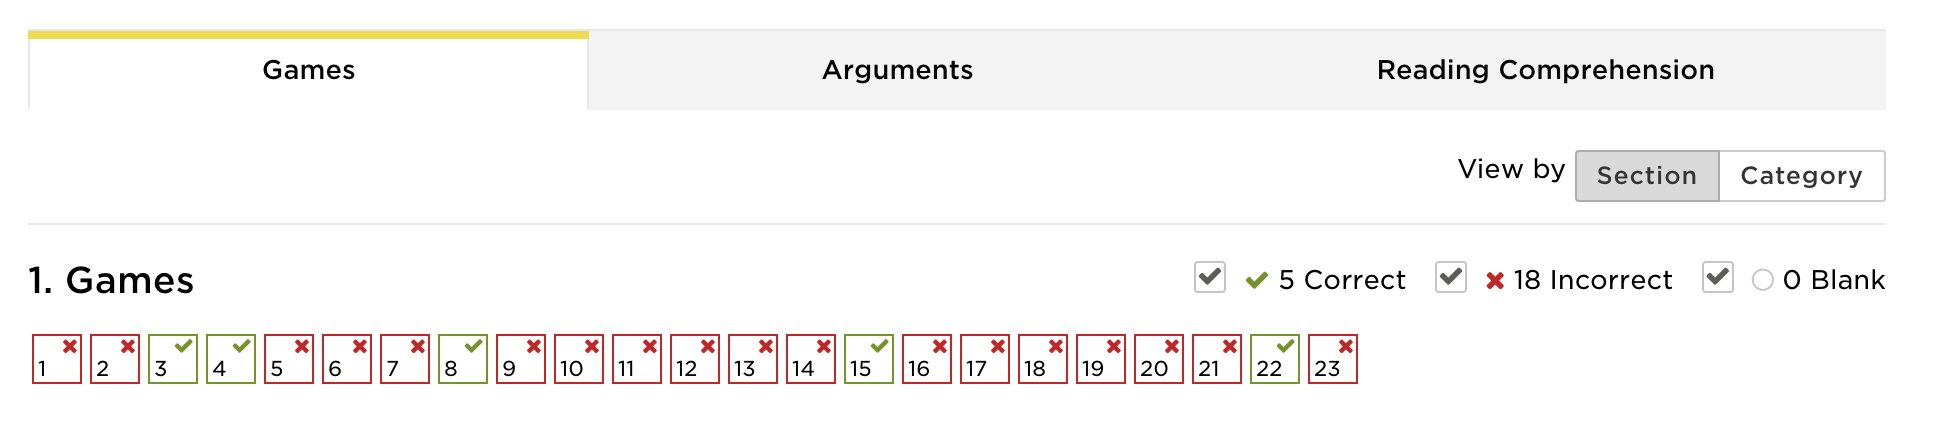 Games Arguments Reading Comprehension
View by Section Category
1. Games 5 Correct 18 Incorrect 0 Blank
1 2 3 4 5 6 7 8 9 10 11 12 13 14 15 16 17 18 19 20 21 22 23